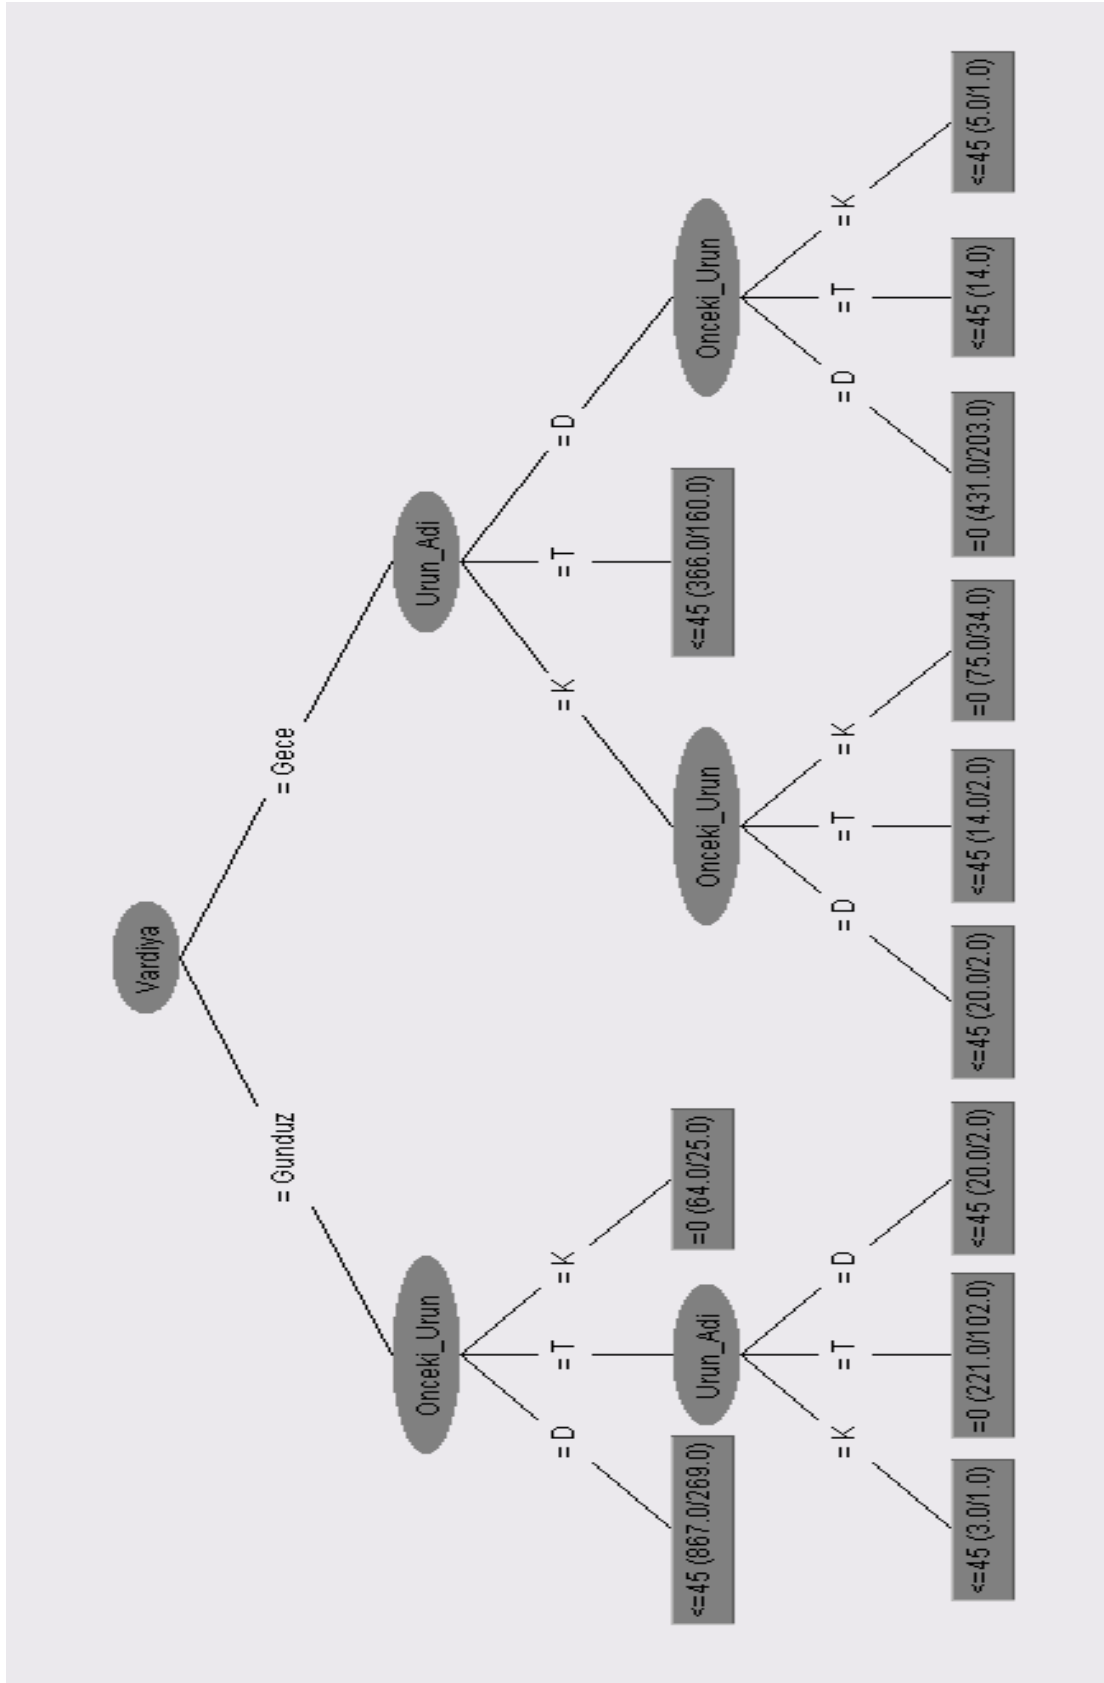 Vardiya
= Gunduz
= Gece
Onceki_Urun
Urun_Adi
=D
=T
=K
=K
=T
=D
<=45 (867.0/269.0)
Urun_Adi
=0 (64.0/25.0)
Onceki_Urun
<=45 (366.0/160.0)
Onceki_Urun
=K
=T
=D
=D
=T
=K
=D
=T
=K
<=45 (3.0/1.0)
=0 (221.0/102.0)
<=45 (20.0/2.0)
<=45 (20.0/2.0)
<=45 (14.0/2.0)
=0 (75.0/34.0)
=0 (431.0/203.0)
<=45 (14.0)
<=45 (5.0/1.0)